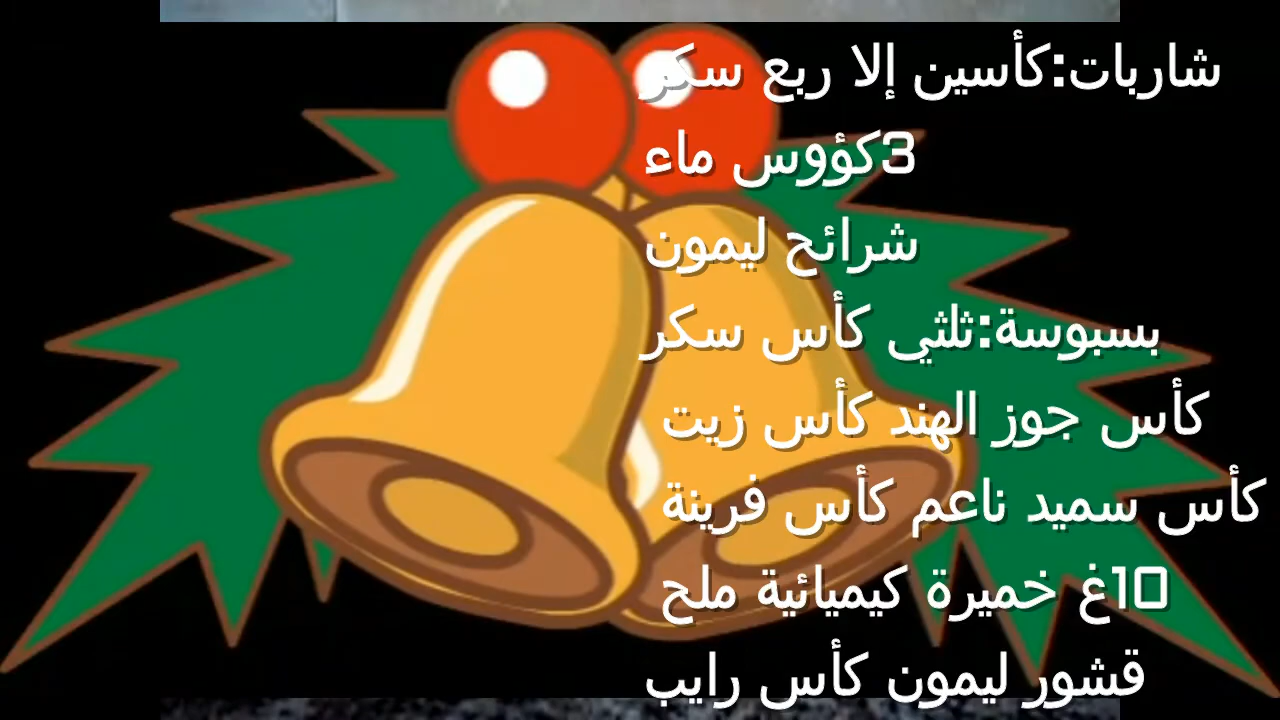 شاربات:كأسين إلا ربع سكر
3كؤوس ماء
شرائح ليمون
بسبوسة:ثلثي كأس سكر
كأس جوز الهند كأس زيت
كأس سميد ناعم كأس فرينة
10غ خميرة كيميائية ملح
قشور ليمون كأس رايب